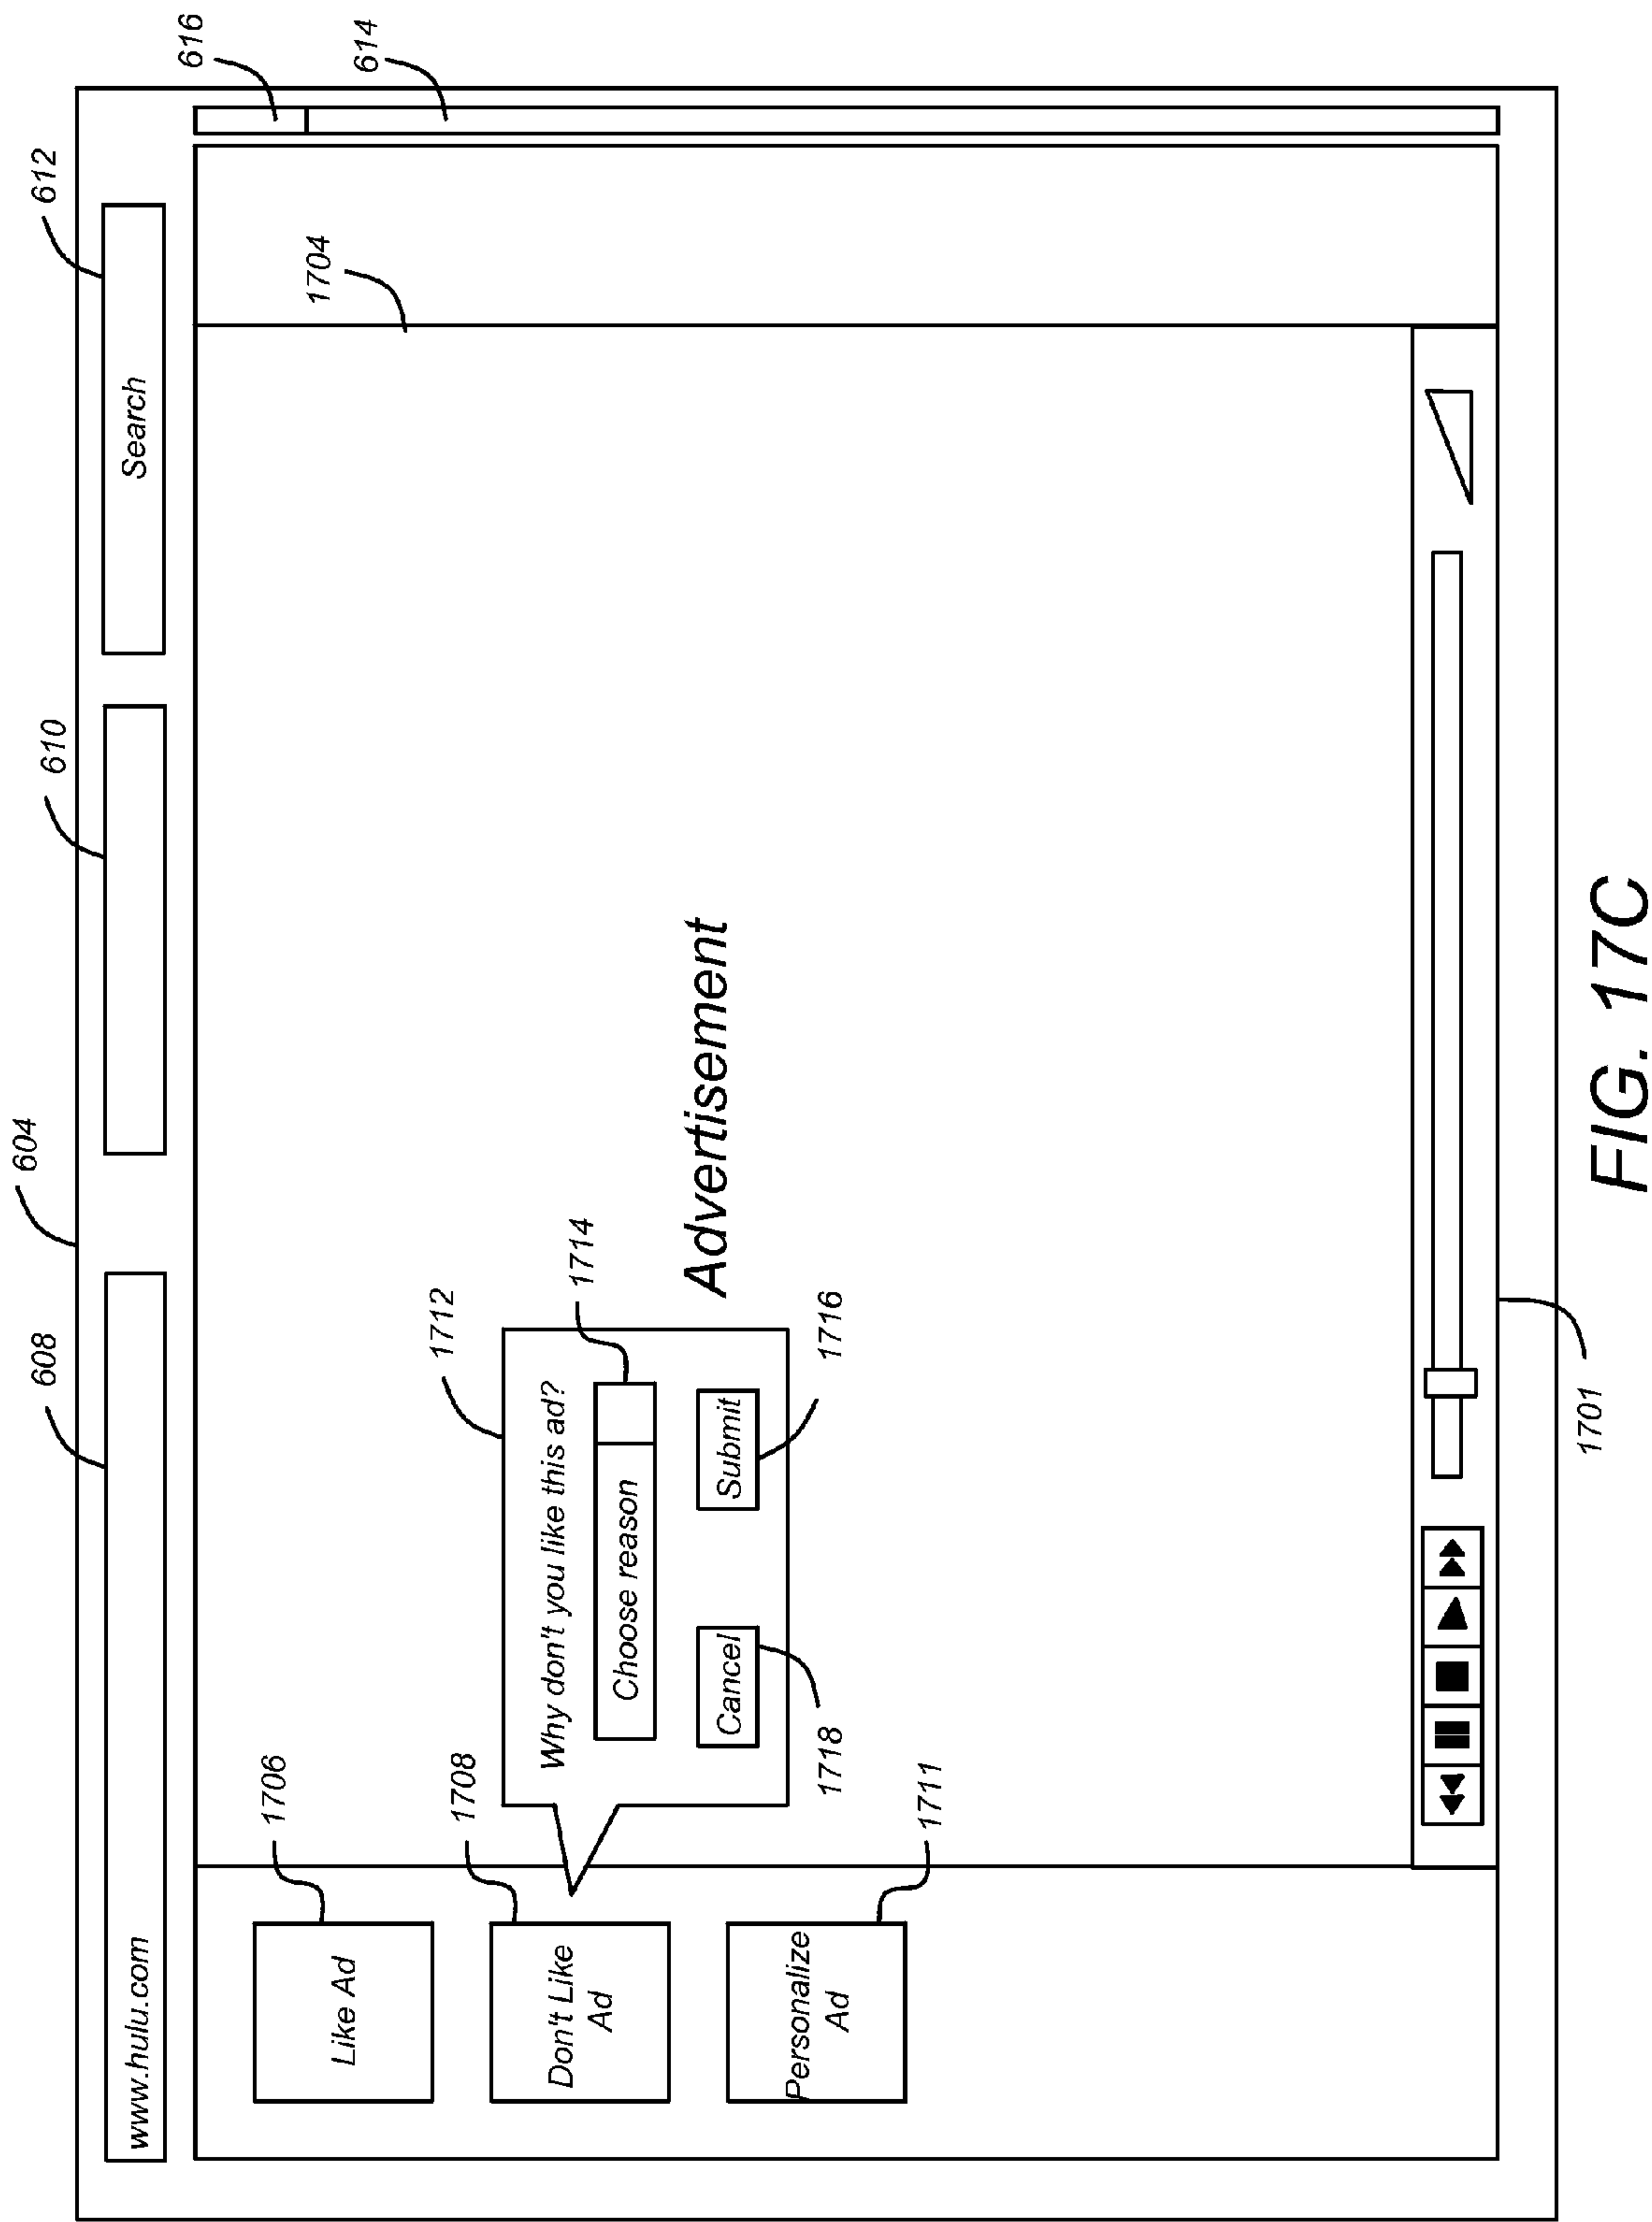 604
608
610
612
616
www.hulu.com
Search
614
1704
1706
Like Ad
1708
Don't Like
Ad
1712
Why don't you like this ad?
1714
Choose reason
Cancel
Submit
1718
1716
Advertisement
1711
Personalize
Ad
1701
FIG. 17C